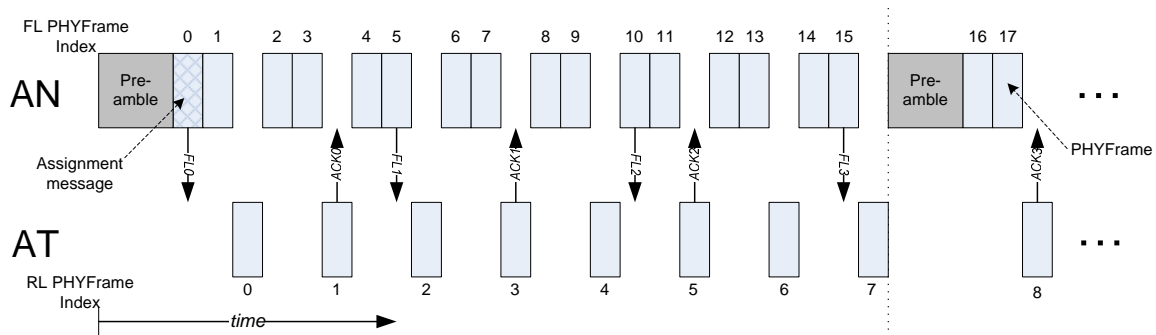 FL PHYFrame
Index
0 1 2 3 4 5 6 7 8 9 10 11 12 13 14 15 16 17
AN
Pre-
amble
Pre-
amble
. . .
Assignment
message
FL0
ACK0
FL1
ACK1
FL2
ACK2
FL3
ACK3
PHYFrame
AT
. . .
RL PHYFrame
Index
0 1 2 3 4 5 6 7 8
time